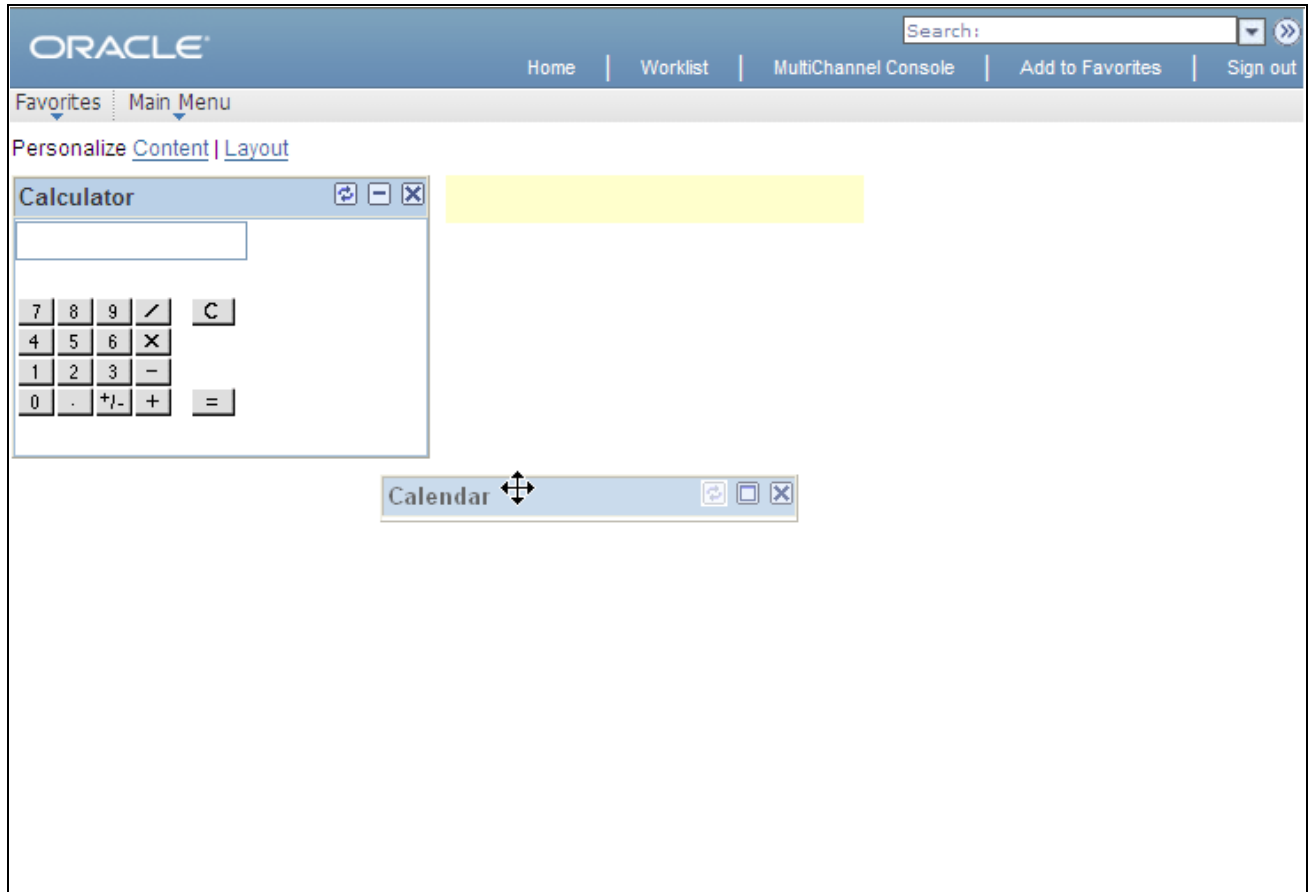 ORACLE
Search:
Home | Worklist | MultiChannel Console | Add to Favorites | Sign out
Favorites Main Menu
Personalize Content | Layout
Calculator
7 8 9 / C
4 5 6 X
1 2 3 -
0 . +/- + =
Calendar